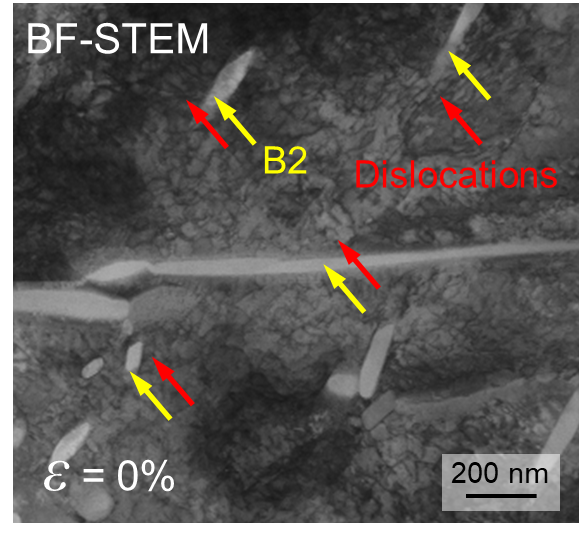 BF-STEM
B2
Dislocations
ε = 0%
200 nm